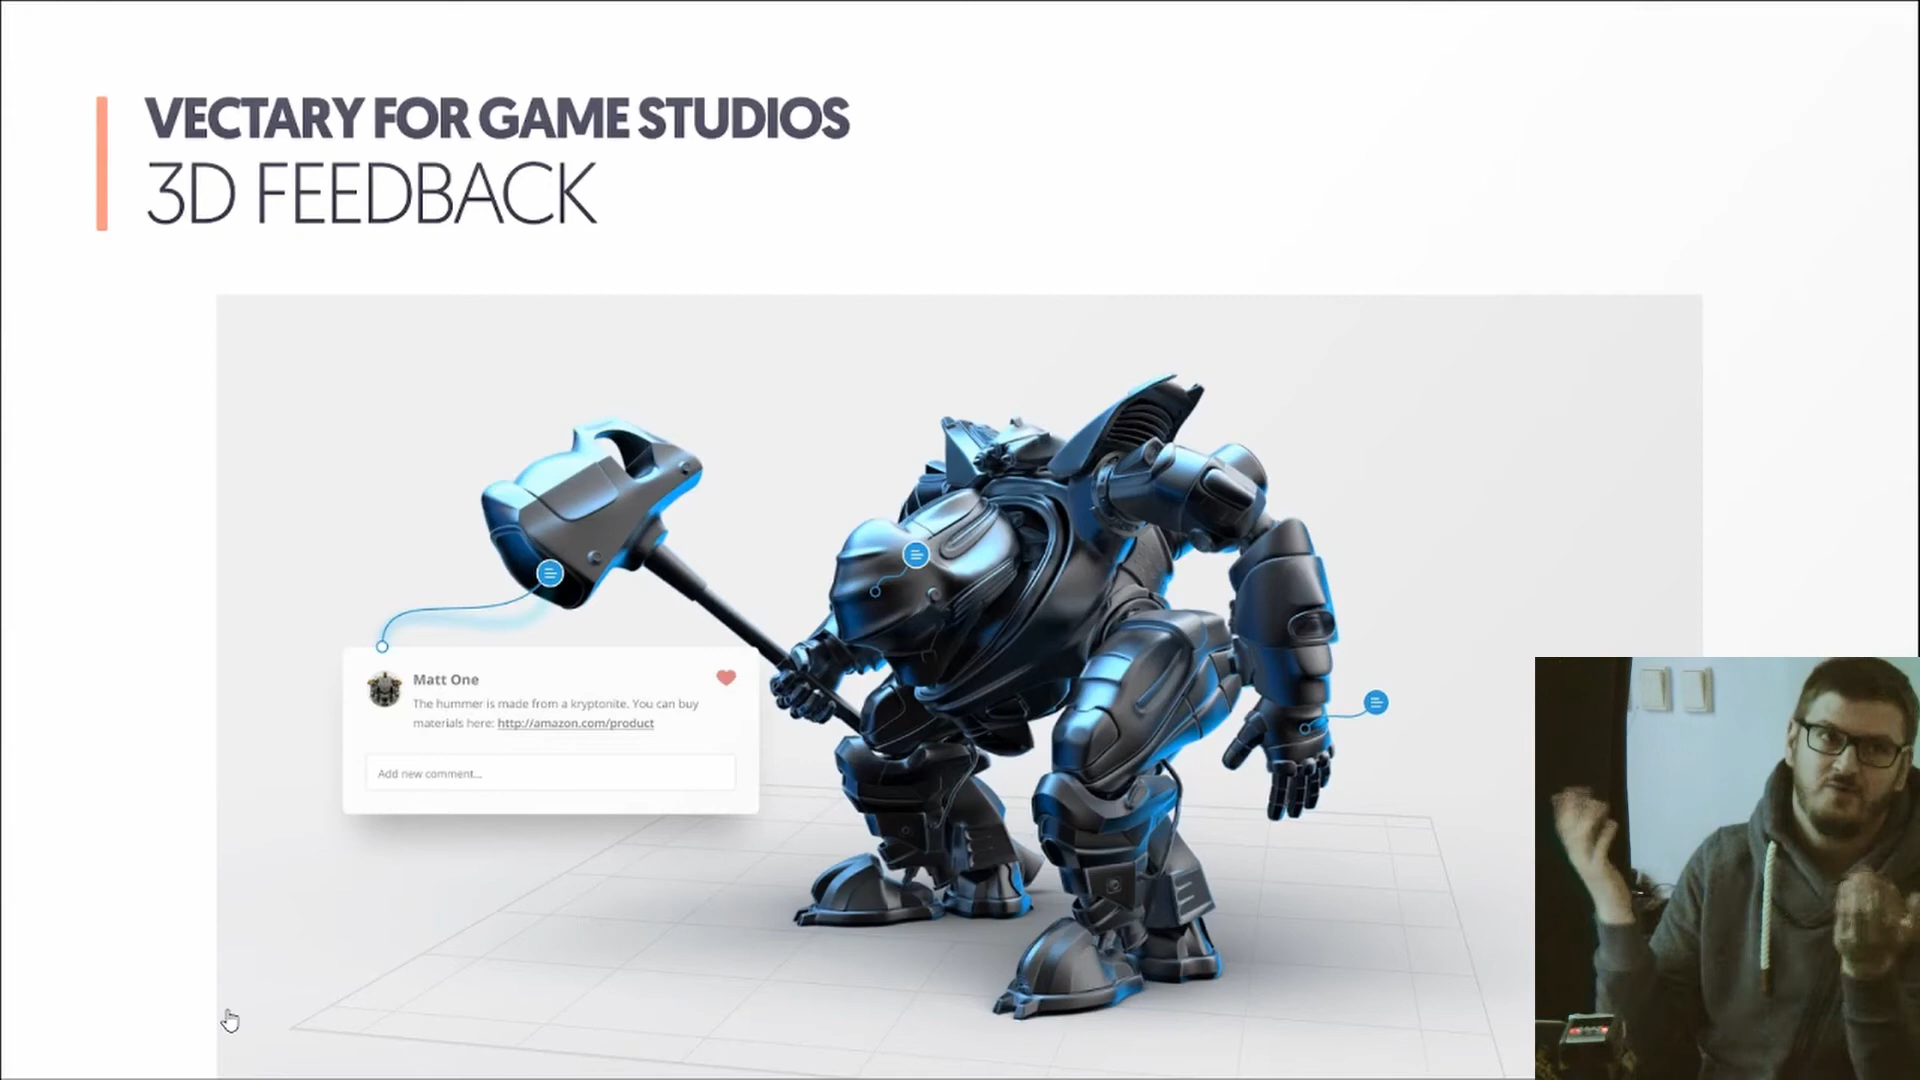 VECTARY FOR GAME STUDIOS
3D FEEDBACK
Matt One
The hummer is made from a kryptonite. You can buy
materials here: http://amazon.com/product
Add new comment...